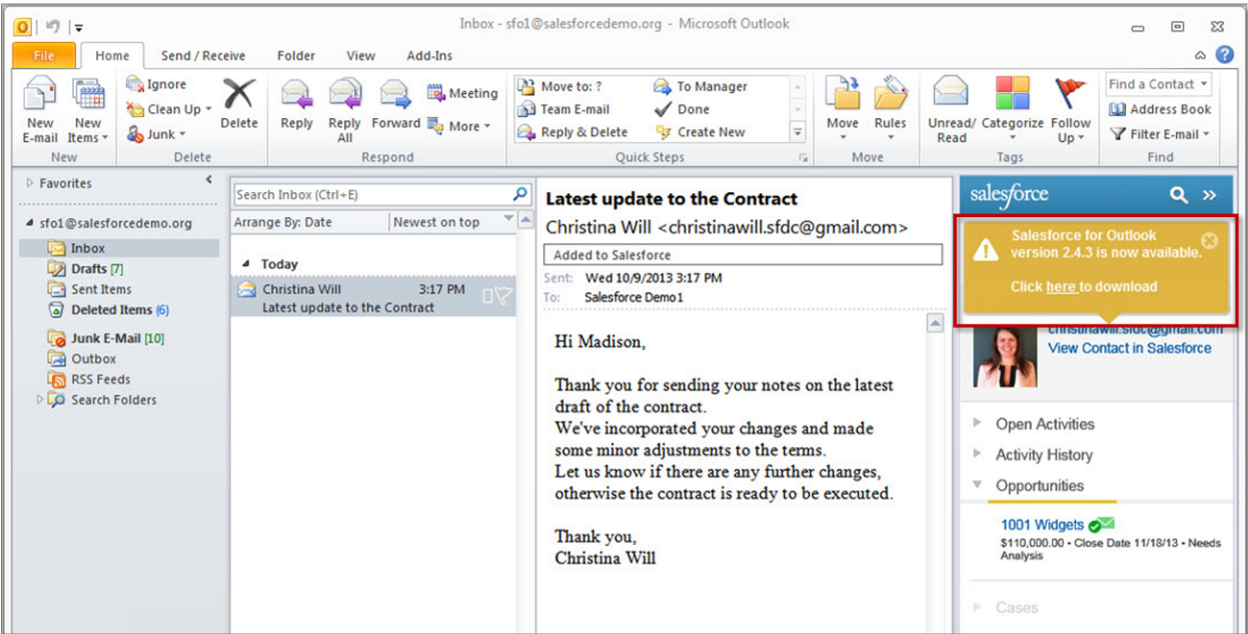 Inbox - sfo1@salesforcedemo.org - Microsoft Outlook
File Home Send / Receive Folder View Add-Ins
New E-mail
New Items
Ignore
Clean Up
Junk
Delete
Reply
Reply All
Forward
Meeting
More
Move to: ?
Team E-mail
Reply & Delete
To Manager
Done
Create New
Move
Rules
Unread/ Read
Categorize
Follow Up
Find a Contact
Address Book
Filter E-mail
New Delete Respond Quick Steps Move Tags Find
Favorites
sfo1@salesforcedemo.org
Inbox
Drafts [7]
Sent Items
Deleted Items (6)
Junk E-Mail [10]
Outbox
RSS Feeds
Search Folders
Search Inbox (Ctrl+E)
Arrange By: Date Newest on top
Today
Christina Will 3:17 PM
Latest update to the Contract
Latest update to the Contract
Christina Will <christinawill.sfdc@gmail.com>
Added to Salesforce
Sent: Wed 10/9/2013 3:17 PM
To: Salesforce Demo1
Hi Madison,
Thank you for sending your notes on the latest
draft of the contract.
We've incorporated your changes and made
some minor adjustments to the terms.
Let us know if there are any further changes,
otherwise the contract is ready to be executed.
Thank you,
Christina Will
salesforce
Salesforce for Outlook
version 2.4.3 is now available.
Click here to download
christinawill.sfdc@gmail.com
View Contact in Salesforce
Open Activities
Activity History
Opportunities
1001 Widgets
$110,000.00 - Close Date 11/18/13 - Needs
Analysis
Cases